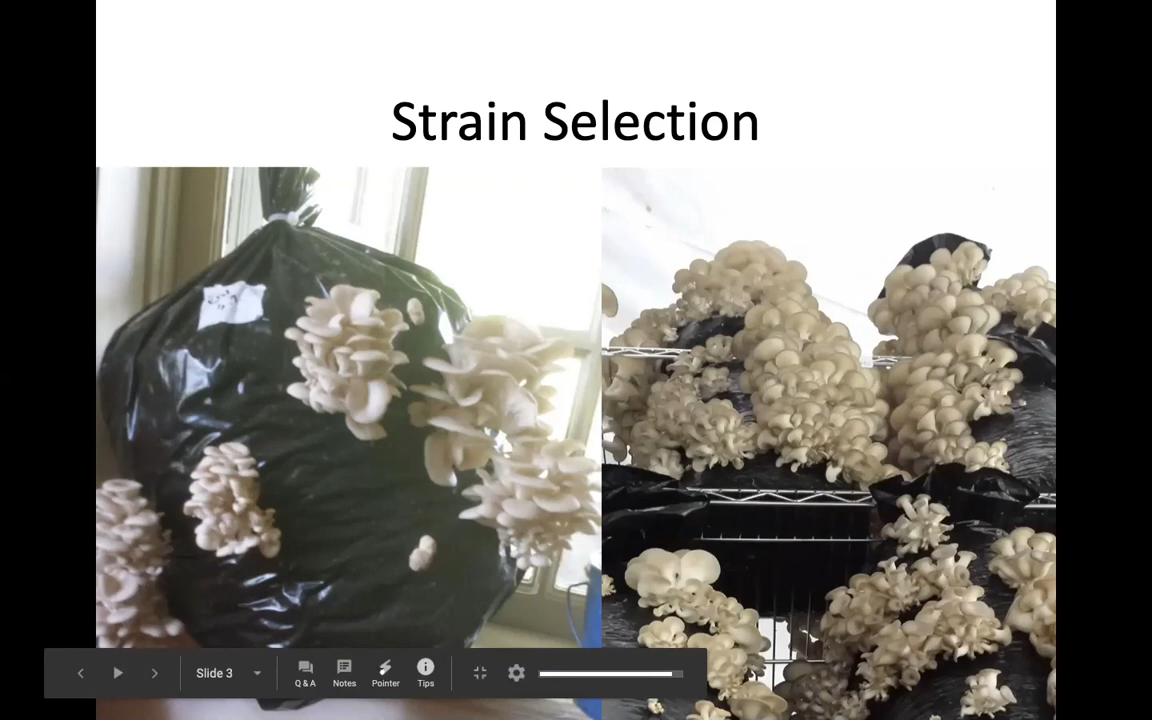 Strain Selection
Slide 3
Q & A
Notes
Pointer
Tips